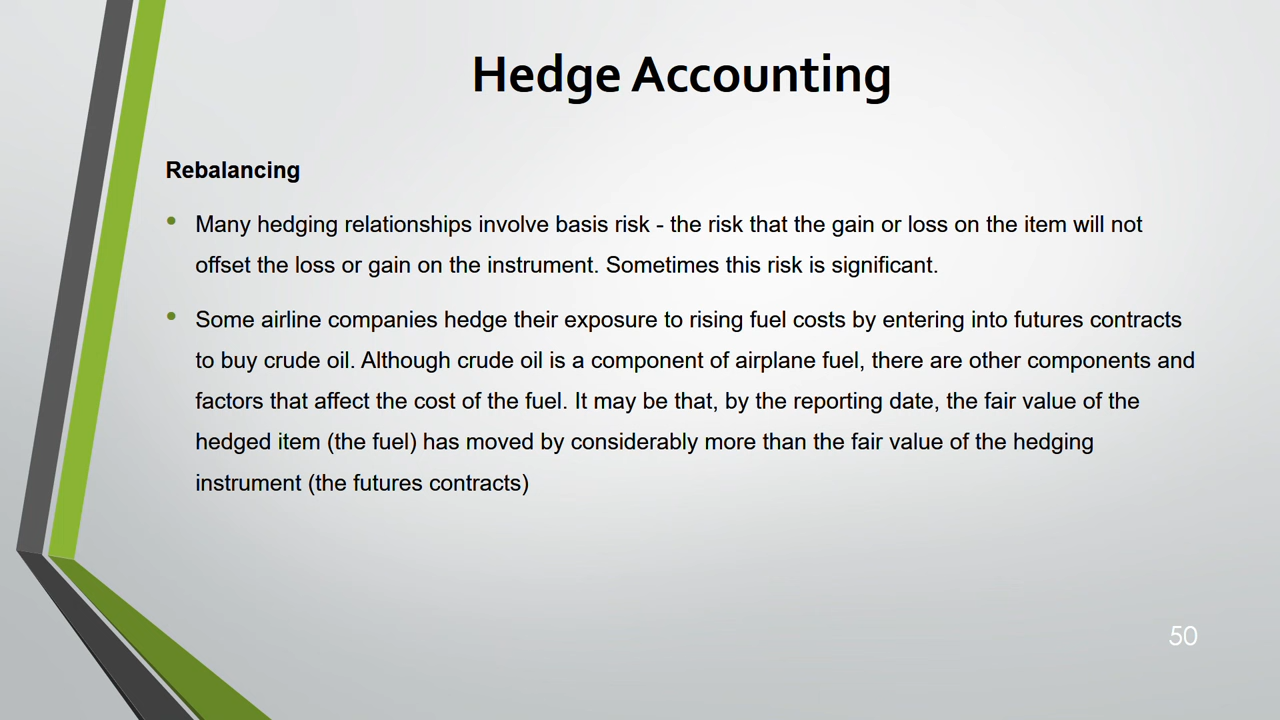 Hedge Accounting
Rebalancing
• Many hedging relationships involve basis risk - the risk that the gain or loss on the item will not
offset the loss or gain on the instrument. Sometimes this risk is significant.
• Some airline companies hedge their exposure to rising fuel costs by entering into futures contracts
to buy crude oil. Although crude oil is a component of airplane fuel, there are other components and
factors that affect the cost of the fuel. It may be that, by the reporting date, the fair value of the
hedged item (the fuel) has moved by considerably more than the fair value of the hedging
instrument (the futures contracts)
50